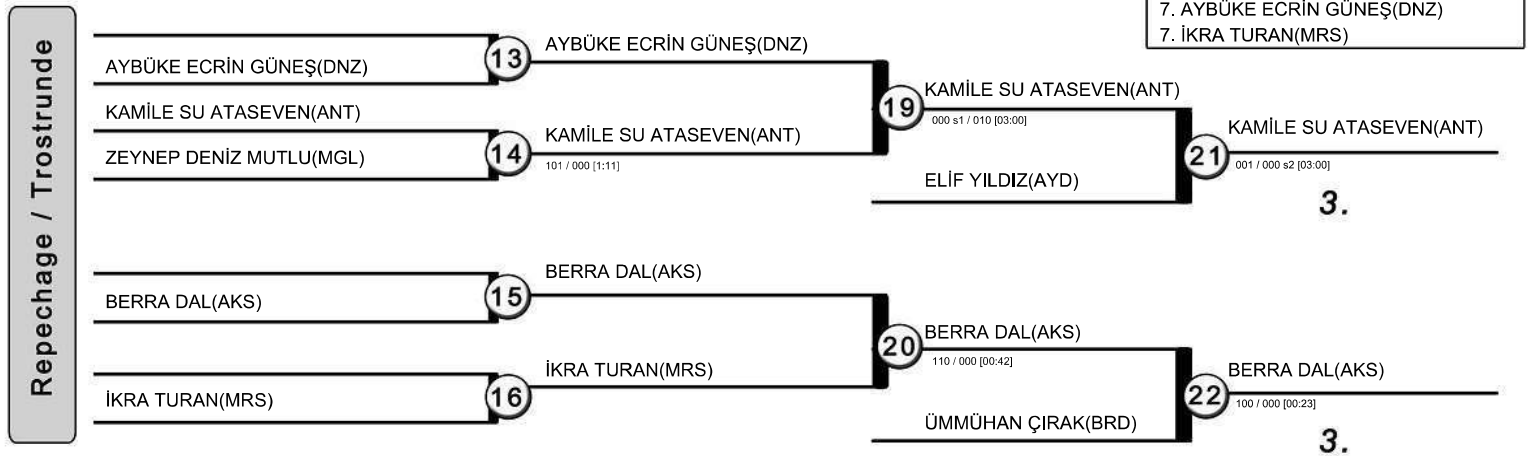 7. AYBÜKE ECRİN GÜNEŞ(DNZ)
7. İKRA TURAN(MRS)
Repechage / Trostrunde
AYBÜKE ECRİN GÜNEŞ(DNZ)
13
AYBÜKE ECRİN GÜNEŞ(DNZ)
KAMİLE SU ATASEVEN(ANT)
ZEYNEP DENİZ MUTLU(MGL)
14
KAMİLE SU ATASEVEN(ANT)
101 / 000 [1:11]
19
KAMİLE SU ATASEVEN(ANT)
000 s1 / 010 [03:00]
ELİF YILDIZ(AYD)
21
KAMİLE SU ATASEVEN(ANT)
001 / 000 s2 [03:00]
3.
BERRA DAL(AKS)
15
BERRA DAL(AKS)
İKRA TURAN(MRS)
16
İKRA TURAN(MRS)
20
BERRA DAL(AKS)
110 / 000 [00:42]
ÜMMÜHAN ÇIRAK(BRD)
22
BERRA DAL(AKS)
100 / 000 [00:23]
3.